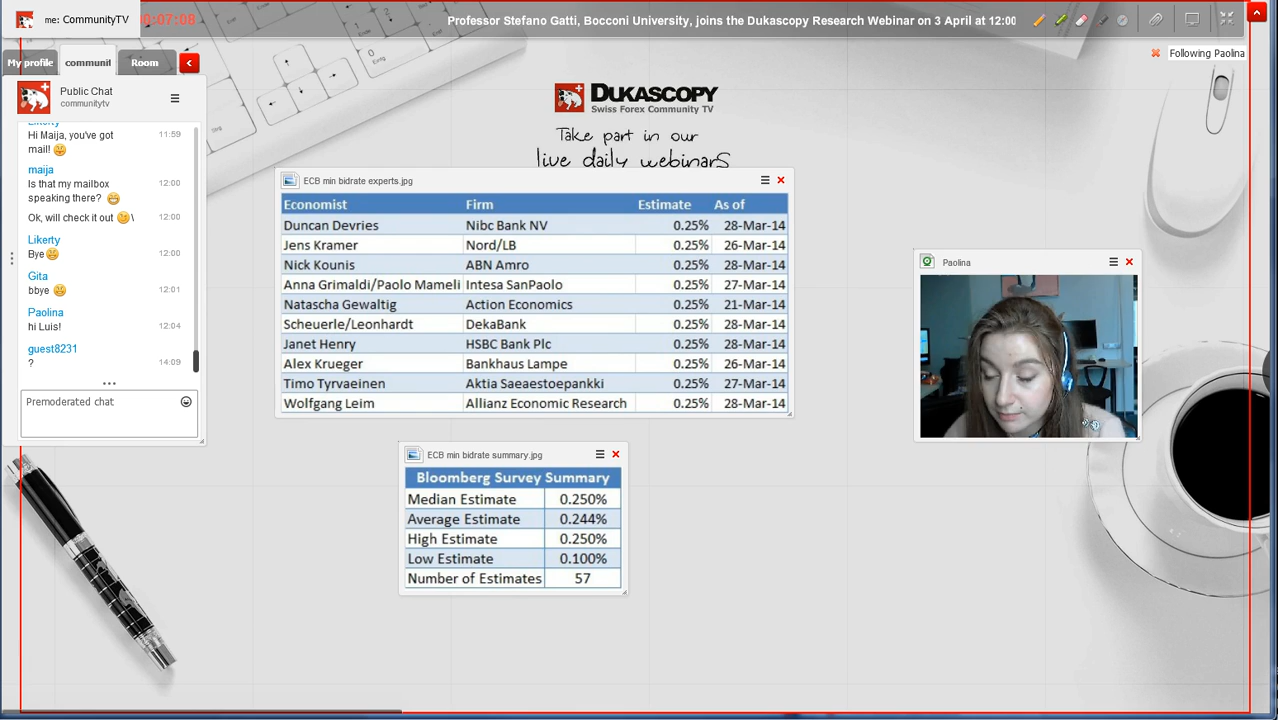 me: CommunityTV
00:07:08
Professor Stefano Gatti, Bocconi University, joins the Dukascopy Research Webinar on 3 April at 12:00
My profile
communit
Room
Following Paolina
Public Chat
communitytv
Likerty
Hi Maija, you've got 11:59
mail!
maija
Is that my mailbox 12:00
speaking there?
Ok, will check it out \ 12:00
Likerty
Bye 12:00
Gita
bbye 12:01
Paolina
hi Luis! 12:04
guest8231
? 14:09
Premoderated chat
DUKASCOPY
Swiss Forex Community TV
Take part in our
live daily webinars
ECB min bidrate experts.jpg
Economist Firm Estimate As of
Duncan Devries Nibc Bank NV 0.25% 28-Mar-14
Jens Kramer Nord/LB 0.25% 26-Mar-14
Nick Kounis ABN Amro 0.25% 28-Mar-14
Anna Grimaldi/Paolo Mameli Intesa SanPaolo 0.25% 27-Mar-14
Natascha Gewaltig Action Economics 0.25% 21-Mar-14
Scheuerle/Leonhardt DekaBank 0.25% 28-Mar-14
Janet Henry HSBC Bank Plc 0.25% 28-Mar-14
Alex Krueger Bankhaus Lampe 0.25% 26-Mar-14
Timo Tyrvaeinen Aktia Saeaestoepankki 0.25% 27-Mar-14
Wolfgang Leim Allianz Economic Research 0.25% 28-Mar-14
Paolina
ECB min bidrate summary.jpg
Bloomberg Survey Summary
Median Estimate 0.250%
Average Estimate 0.244%
High Estimate 0.250%
Low Estimate 0.100%
Number of Estimates 57